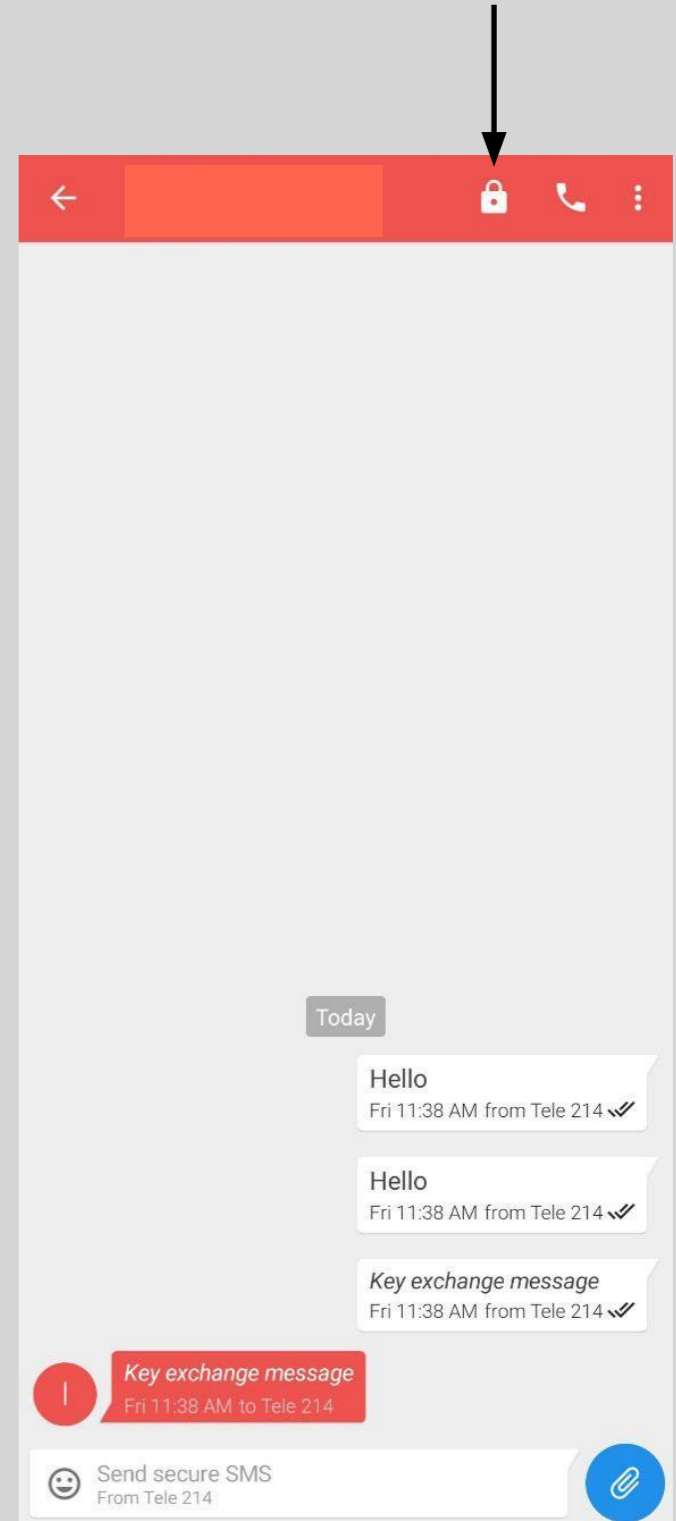 Today
Hello
Fri 11:38 AM from Tele 214
Hello
Fri 11:38 AM from Tele 214
Key exchange message
Fri 11:38 AM from Tele 214
I
Key exchange message
Fri 11:38 AM to Tele 214
Send secure SMS
From Tele 214